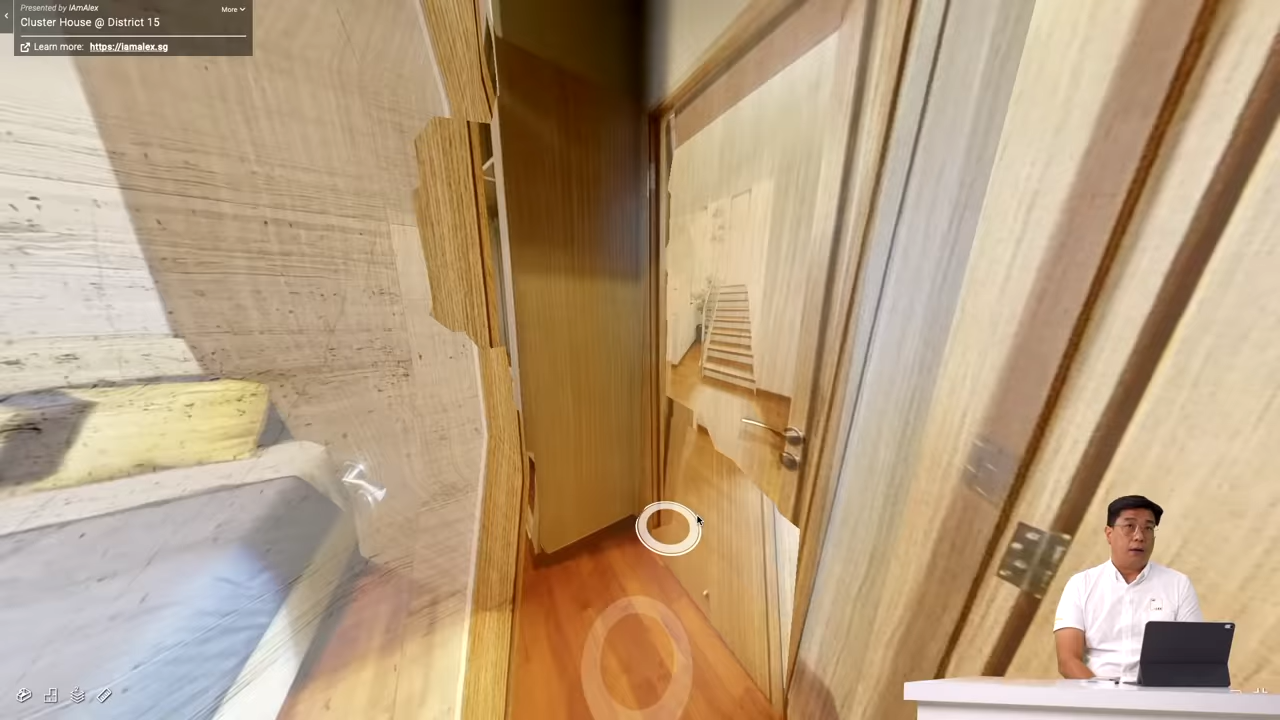 Presented by IAmAlex
More
Cluster House @ District 15
Learn more: https://iamalex.sg